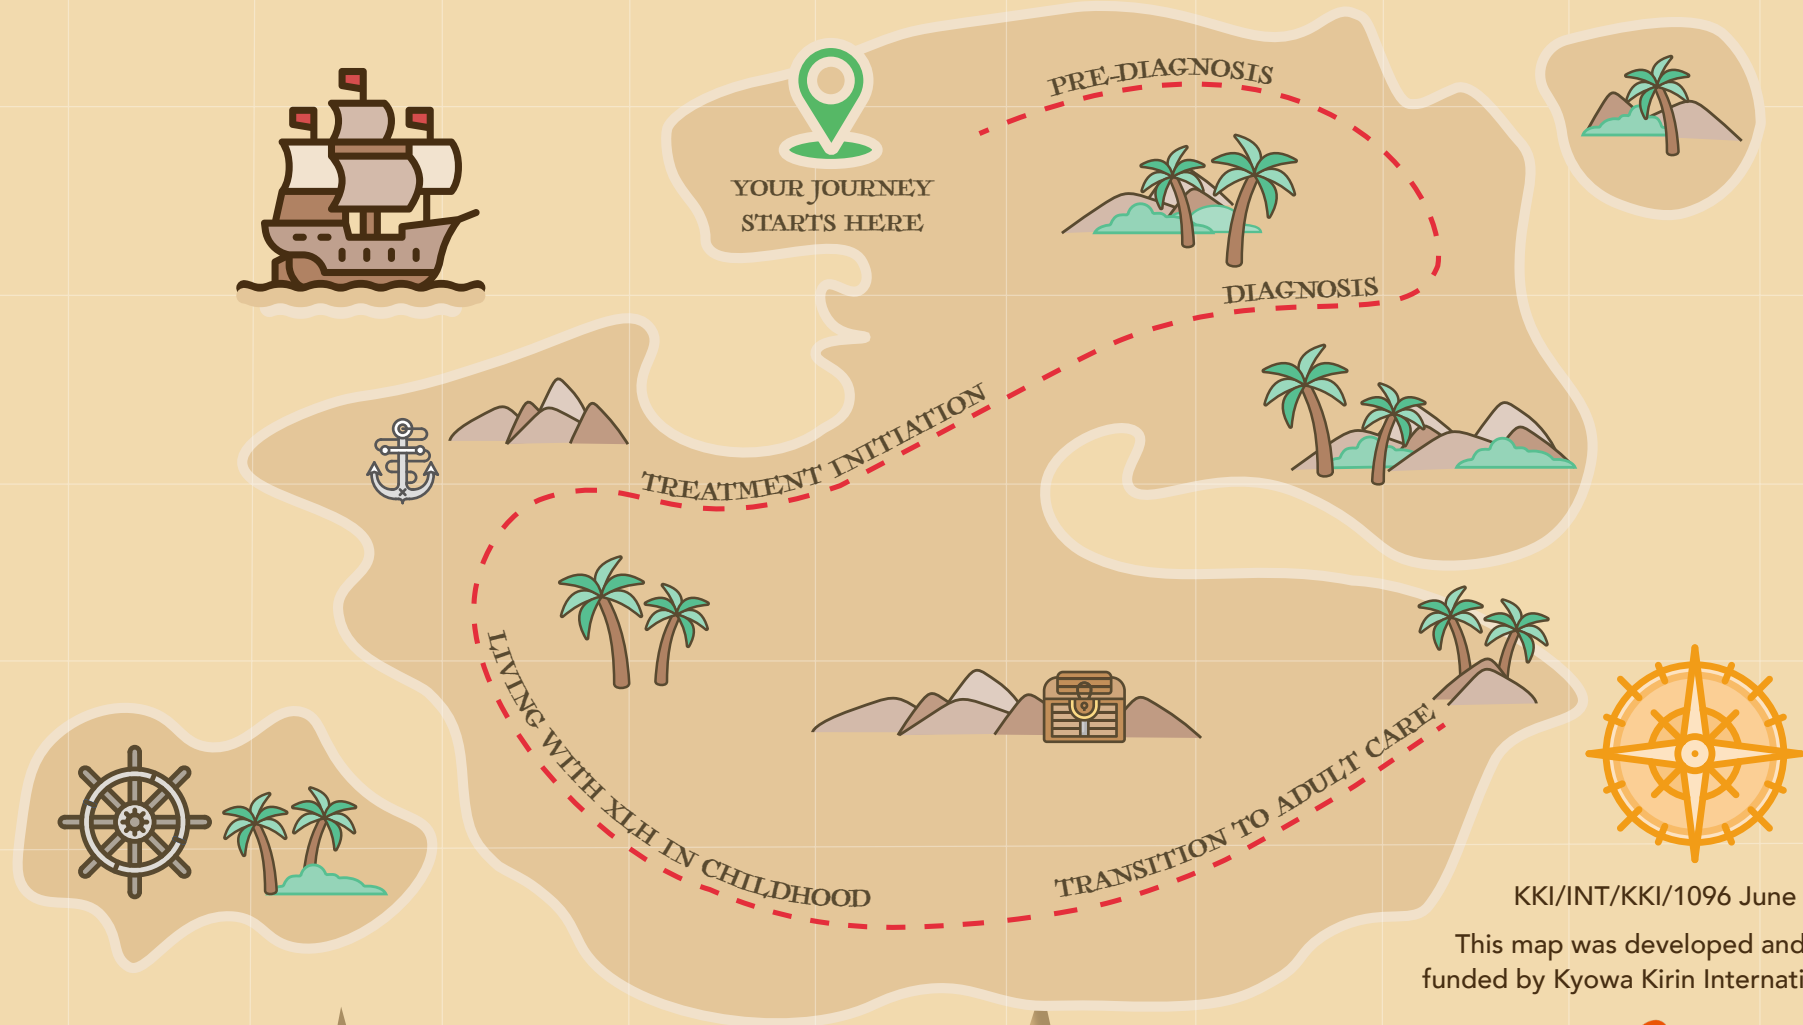 YOUR JOURNEY
STARTS HERE
PRE-DIAGNOSIS
DIAGNOSIS
TREATMENT INITIATION
LIVING WITH XLH IN CHILDHOOD
TRANSITION TO ADULT CARE
KKI/INT/KKI/1096 June
This map was developed and
funded by Kyowa Kirin Internati